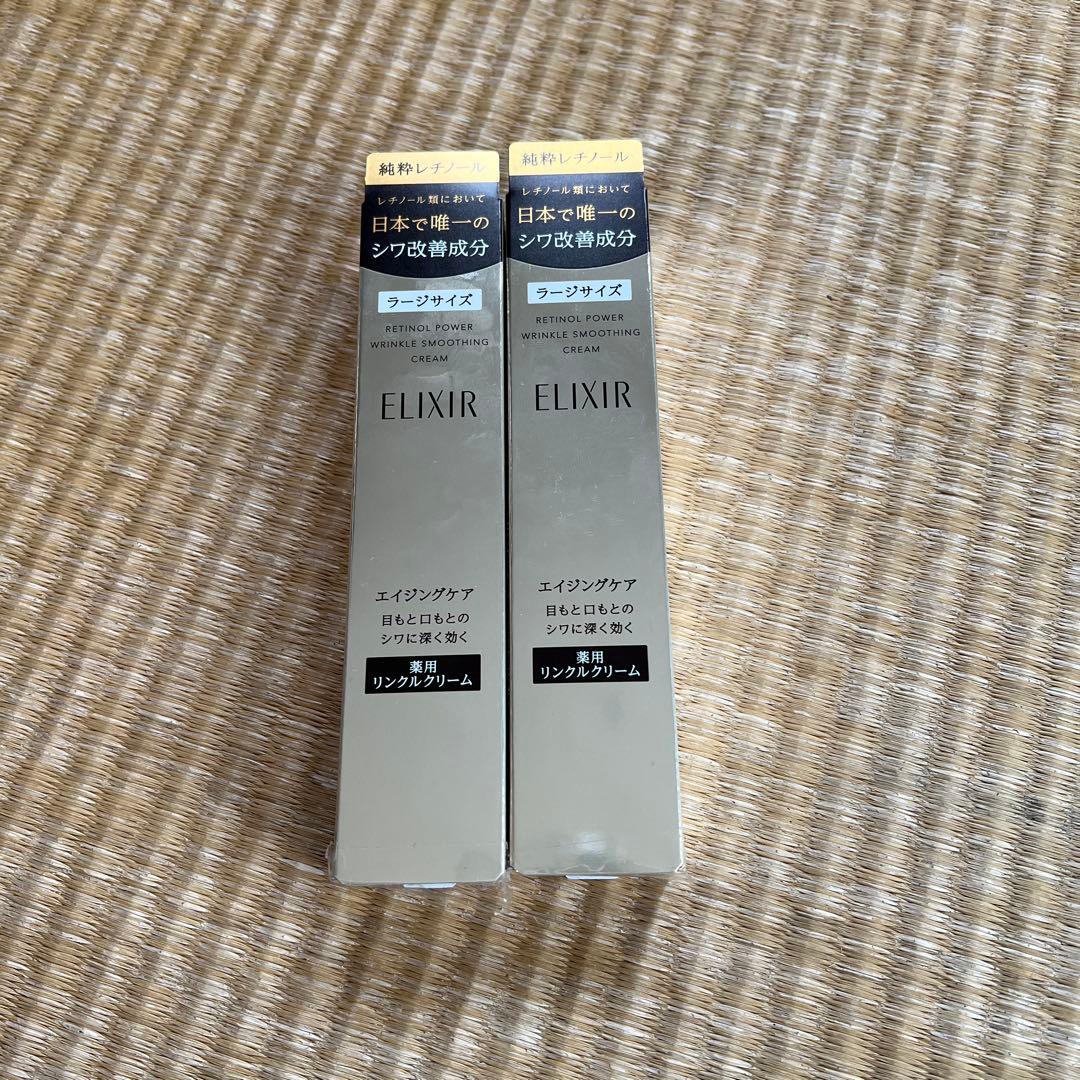 純粋レチノール
レチノール類において
日本で唯一の
シワ改善成分
ラージサイズ
RETINOL POWER
WRINKLE SMOOTHING
CREAM
ELIXIR
エイジングケア
目もと口もとの
シワに深く効く
薬用
リンクルクリーム
純粋レチノール
レチノール類において
日本で唯一の
シワ改善成分
ラージサイズ
RETINOL POWER
WRINKLE SMOOTHING
CREAM
ELIXIR
エイジングケア
目もと口もとの
シワに深く効く
薬用
リンクルクリーム